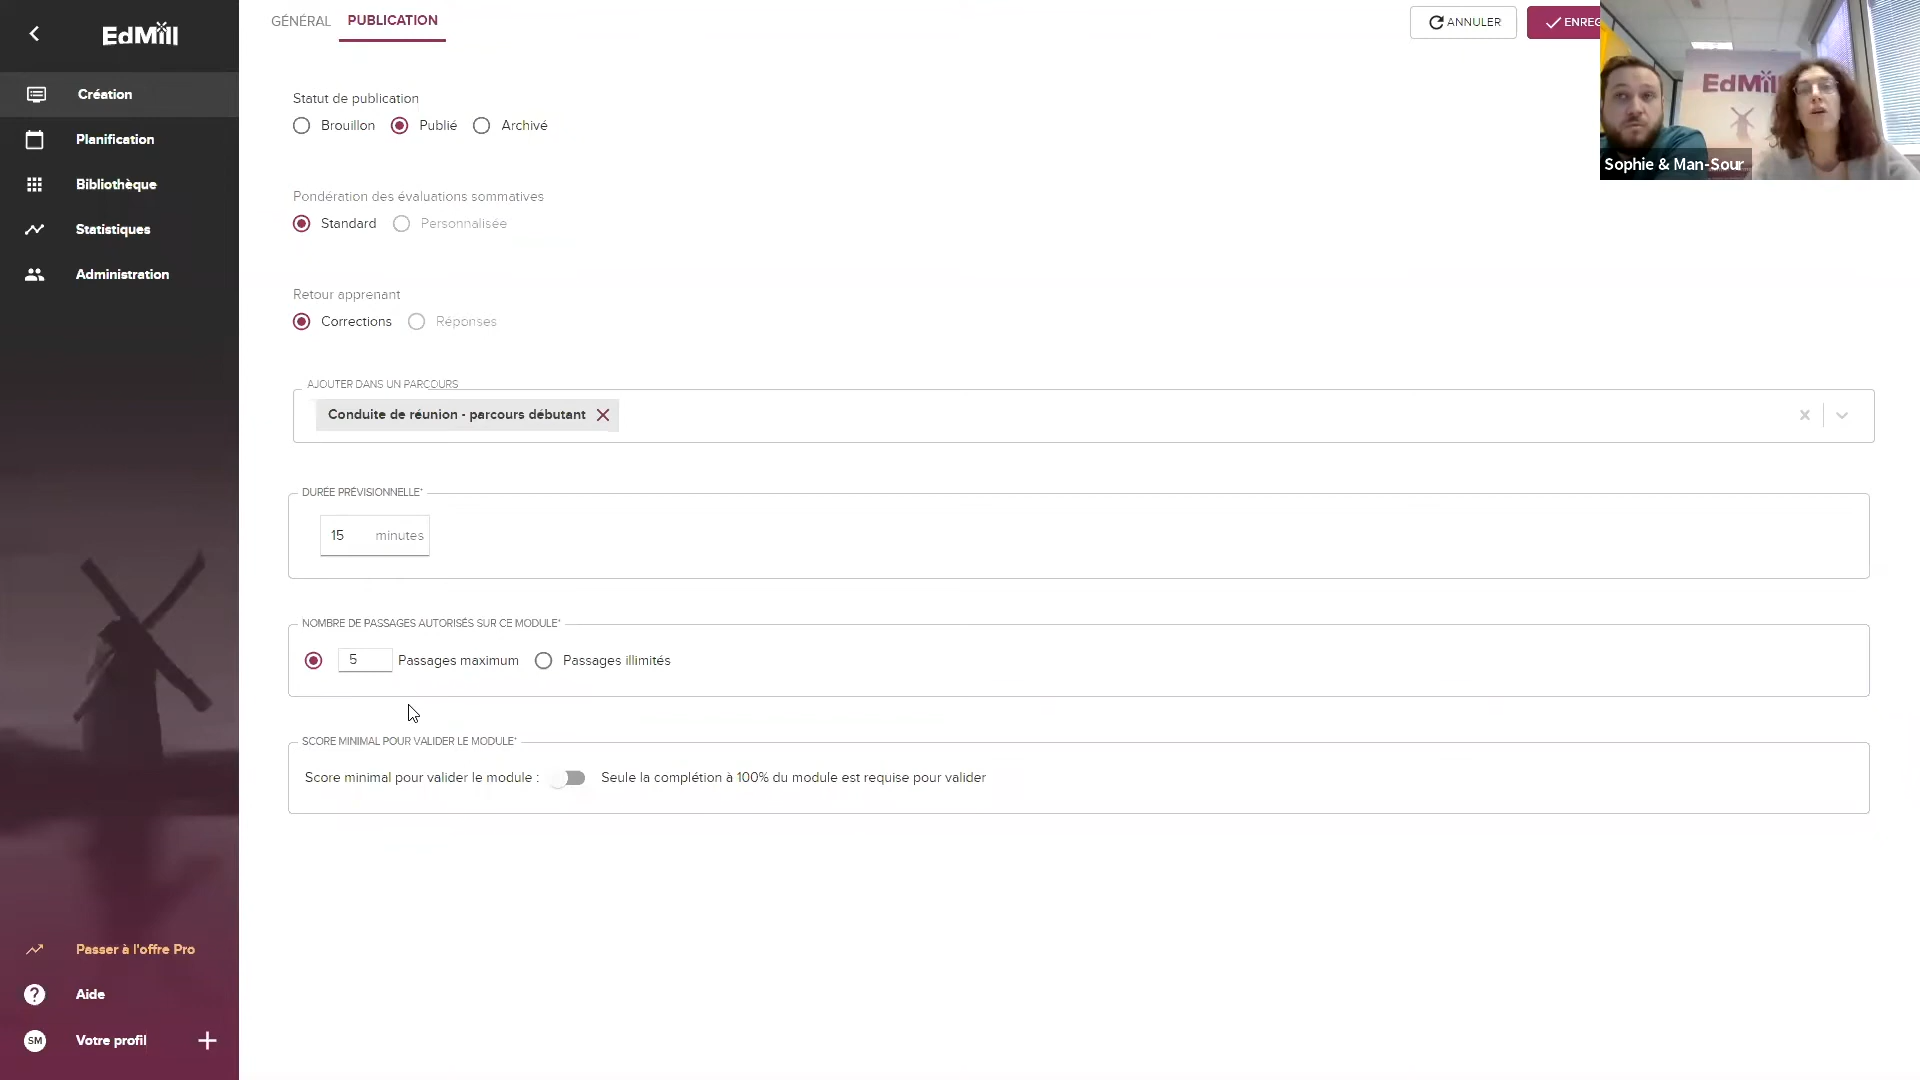 EdMill
Création
Planification
Bibliothèque
Statistiques
Administration
Passer à l'offre Pro
Aide
SM Votre profil
GÉNÉRAL PUBLICATION
ANNULER
Statut de publication
Brouillon Publié Archivé
Pondération des évaluations sommatives
Standard Personnalisée
Retour apprenant
Corrections Réponses
AJOUTER DANS UN PARCOURS
Conduite de réunion - parcours débutant
DURÉE PRÉVISIONNELLE*
15 minutes
NOMBRE DE PASSAGES AUTORISÉS SUR CE MODULE*
5 Passages maximum Passages illimités
SCORE MINIMAL POUR VALIDER LE MODULE*
Score minimal pour valider le module : Seule la complétion à 100% du module est requise pour valider
Sophie & Man-Sour